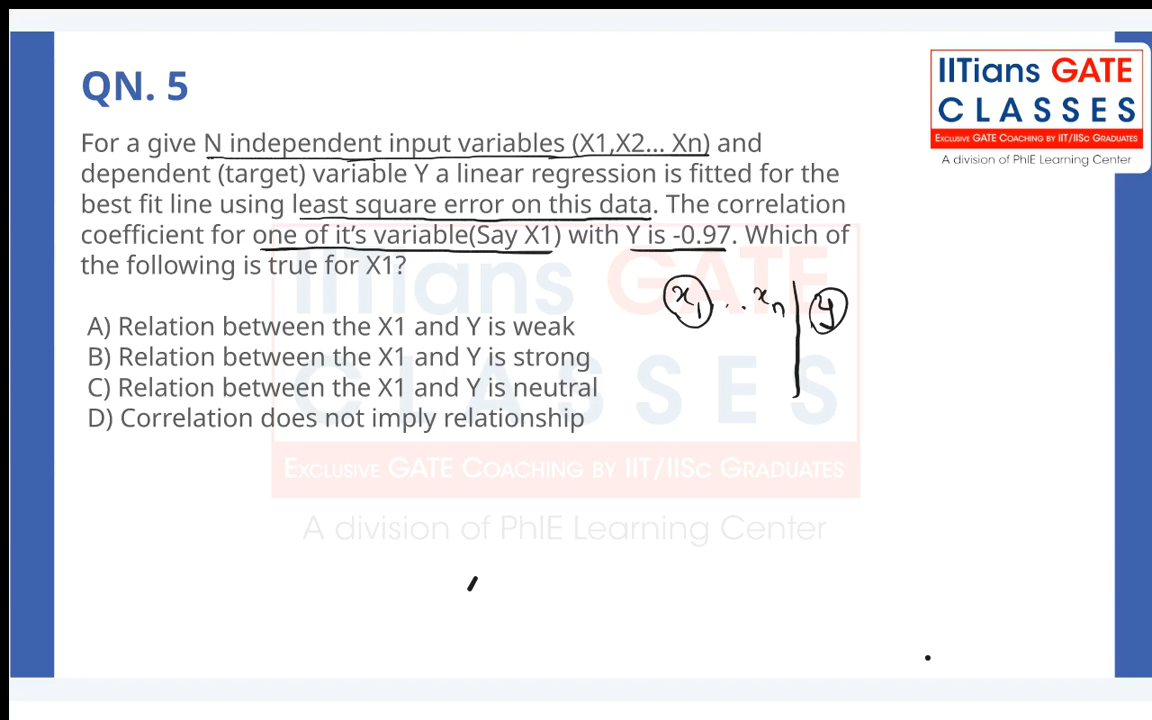 QN. 5
IITians GATE
CLASSES
EXCLUSIVE GATE COACHING BY IIT/IISC GRADUATES
A division of PhIE Learning Center
For a give N independent input variables (X1,X2... Xn) and
dependent (target) variable Y a linear regression is fitted for the
best fit line using least square error on this data. The correlation
coefficient for one of it's variable(Say X1) with Y is -0.97. Which of
the following is true for X1?
x1 .. xn | y
A) Relation between the X1 and Y is weak
B) Relation between the X1 and Y is strong
C) Relation between the X1 and Y is neutral
D) Correlation does not imply relationship
IITians GATE
CLASSES
EXCLUSIVE GATE COACHING BY IIT/IISC GRADUATES
A division of PhIE Learning Center